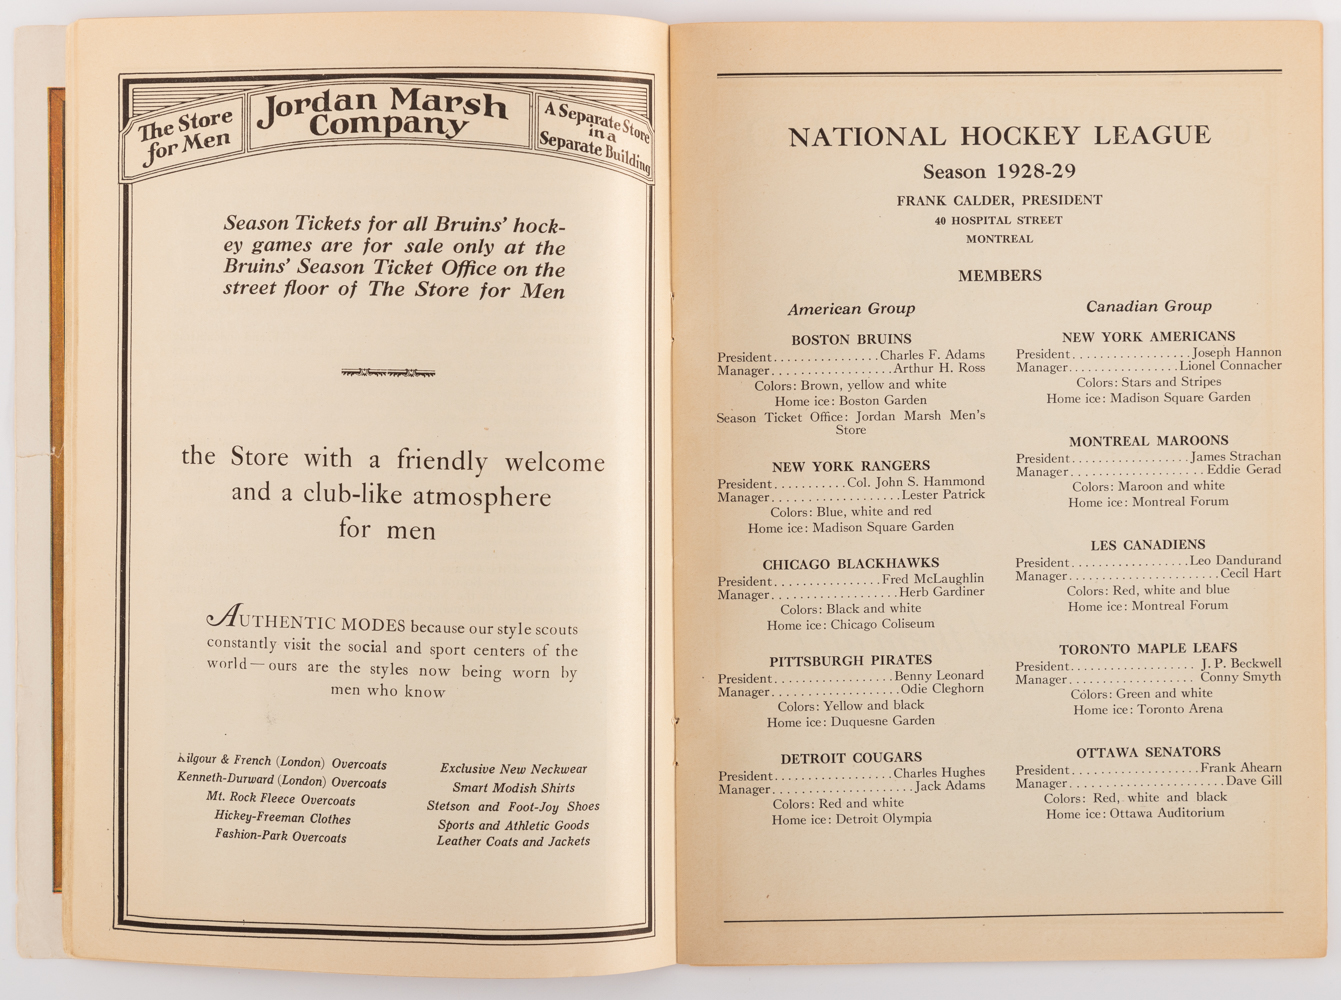 The Store
for Men
Jordan Marsh
Company
A Separate Store
in a
Separate Building
Season Tickets for all Bruins' hock-
ey games are for sale only at the
Bruins' Season Ticket Office on the
street floor of The Store for Men
the Store with a friendly welcome
and a club-like atmosphere
for men
AUTHENTIC MODES because our style scouts
constantly visit the social and sport centers of the
world—ours are the styles now being worn by
men who know
Kilgour & French (London) Overcoats
Kenneth-Durward (London) Overcoats
Mt. Rock Fleece Overcoats
Hickey-Freeman Clothes
Fashion-Park Overcoats
Exclusive New Neckwear
Smart Modish Shirts
Stetson and Foot-Joy Shoes
Sports and Athletic Goods
Leather Coats and Jackets
NATIONAL HOCKEY LEAGUE
Season 1928-29
FRANK CALDER, PRESIDENT
40 HOSPITAL STREET
MONTREAL
MEMBERS
American Group
BOSTON BRUINS
President................Charles F. Adams
Manager..................Arthur H. Ross
Colors: Brown, yellow and white
Home ice: Boston Garden
Season Ticket Office: Jordan Marsh Men's
Store
NEW YORK RANGERS
President...........Col. John S. Hammond
Manager....................Lester Patrick
Colors: Blue, white and red
Home ice: Madison Square Garden
CHICAGO BLACKHAWKS
President................Fred McLaughlin
Manager...................Herb Gardiner
Colors: Black and white
Home ice: Chicago Coliseum
PITTSBURGH PIRATES
President..................Benny Leonard
Manager....................Odie Cleghorn
Colors: Yellow and black
Home ice: Duquesne Garden
DETROIT COUGARS
President..................Charles Hughes
Manager.....................Jack Adams
Colors: Red and white
Home ice: Detroit Olympia
Canadian Group
NEW YORK AMERICANS
President..................Joseph Hannon
Manager.................Lionel Connacher
Colors: Stars and Stripes
Home ice: Madison Square Garden
MONTREAL MAROONS
President..................James Strachan
Manager....................Eddie Gerad
Colors: Maroon and white
Home ice: Montreal Forum
LES CANADIENS
President..................Leo Dandurand
Manager.......................Cecil Hart
Colors: Red, white and blue
Home ice: Montreal Forum
TORONTO MAPLE LEAFS
President................... J. P. Beckwell
Manager................... Conny Smyth
Colors: Green and white
Home ice: Toronto Arena
OTTAWA SENATORS
President....................Frank Ahearn
Manager........................Dave Gill
Colors: Red, white and black
Home ice: Ottawa Auditorium